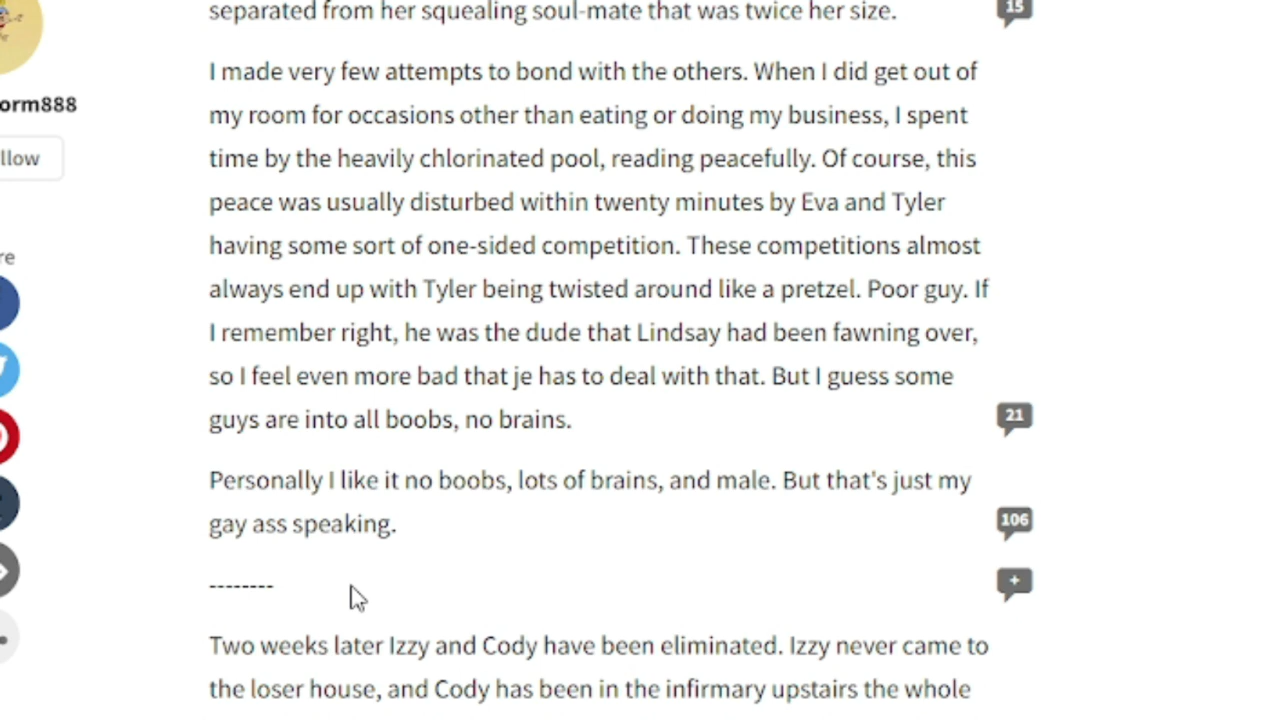 separated from her squealing soul-mate that was twice her size.
15
I made very few attempts to bond with the others. When I did get out of
orm888
my room for occasions other than eating or doing my business, I spent
llow
time by the heavily chlorinated pool, reading peacefully. Of course, this
peace was usually disturbed within twenty minutes by Eva and Tyler
re
having some sort of one-sided competition. These competitions almost
always end up with Tyler being twisted around like a pretzel. Poor guy. If
I remember right, he was the dude that Lindsay had been fawning over,
so I feel even more bad that je has to deal with that. But I guess some
guys are into all boobs, no brains.
21
Personally I like it no boobs, lots of brains, and male. But that's just my
gay ass speaking.
106
--------
+
Two weeks later Izzy and Cody have been eliminated. Izzy never came to
the loser house, and Cody has been in the infirmary upstairs the whole